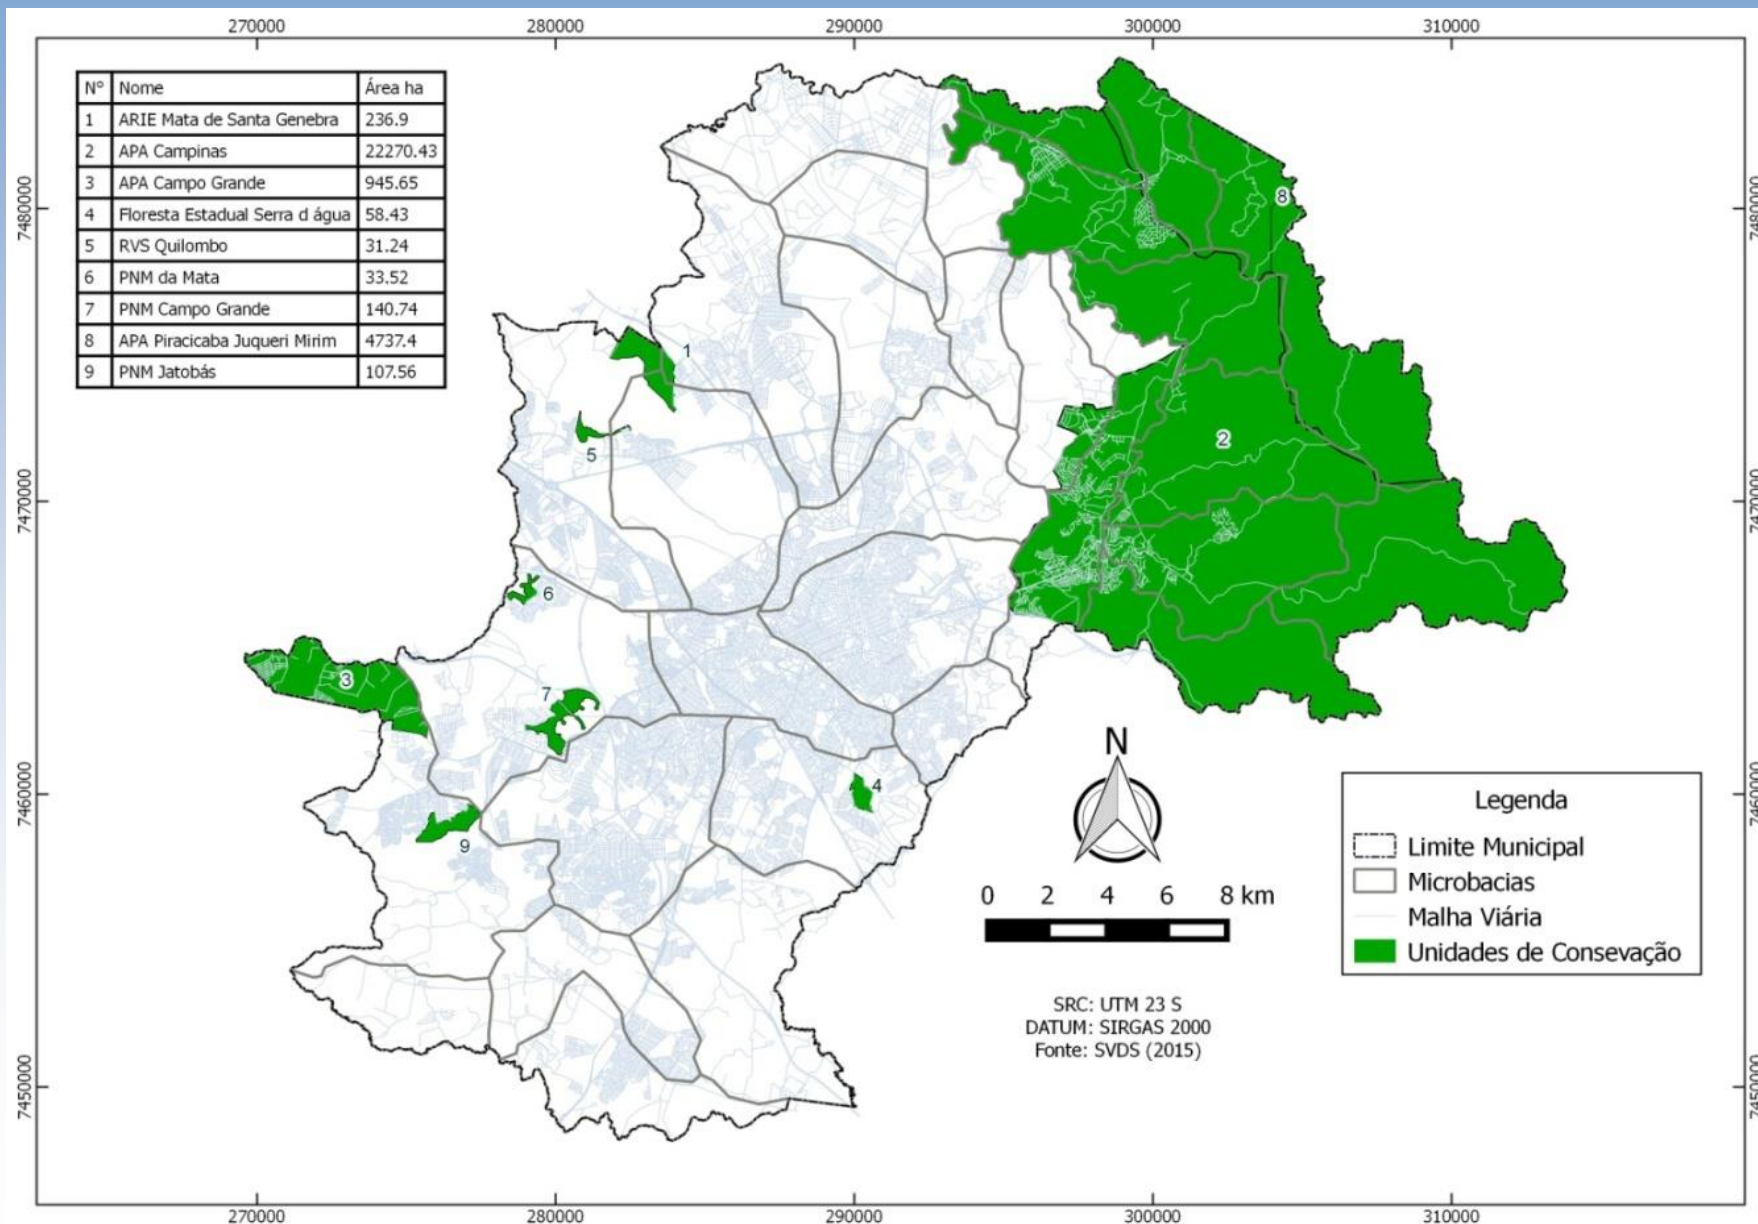 270000 280000 290000 300000 310000
N° Nome Área ha
1 ARIE Mata de Santa Genebra 236.9
2 APA Campinas 22270.43
3 APA Campo Grande 945.65
4 Floresta Estadual Serra d água 58.43
5 RVS Quilombo 31.24
6 PNM da Mata 33.52
7 PNM Campo Grande 140.74
8 APA Piracicaba Juqueri Mirim 4737.4
9 PNM Jatobás 107.56
7480000
7470000
7460000
7450000
8
1
2
5
6
3
7
4
9
7480000
7470000
7460000
7450000
N
0 2 4 6 8 km
SRC: UTM 23 S
DATUM: SIRGAS 2000
Fonte: SVDS (2015)
Legenda
Limite Municipal
Microbacias
Malha Viária
Unidades de Consevação
270000 280000 290000 300000 310000